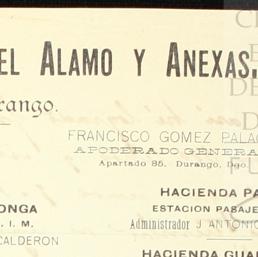 EL ALAMO Y ANEXAS.
rango.
FRANCISCO GOMEZ PALAC
APODERADO GENERA
Apartado 85. Durango, Dgo.
HACIENDA PA
ONGA
ESTACION PASAJE
I. M.
Administrador J ANTONIO
CALDERON
HACIENDA GUA